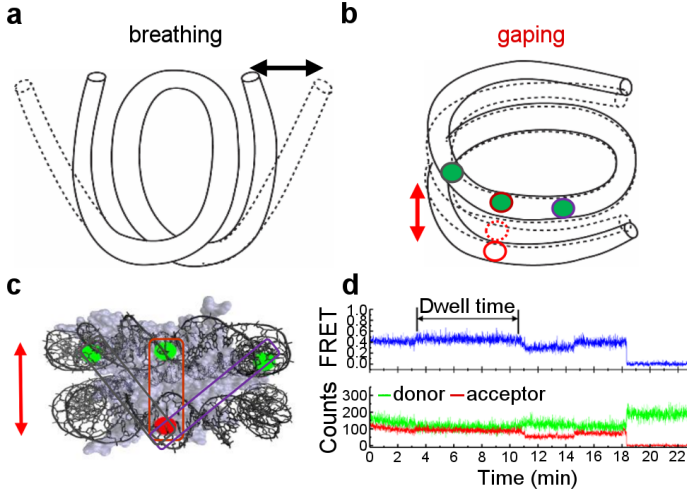 a
breathing
b
gaping
c
d
Dwell time
FRET
1.0
0.8
0.6
0.4
0.2
0.0
donor
acceptor
Counts
300
200
100
0
0 2 4 6 8 10 12 14 16 18 20 22
Time (min)